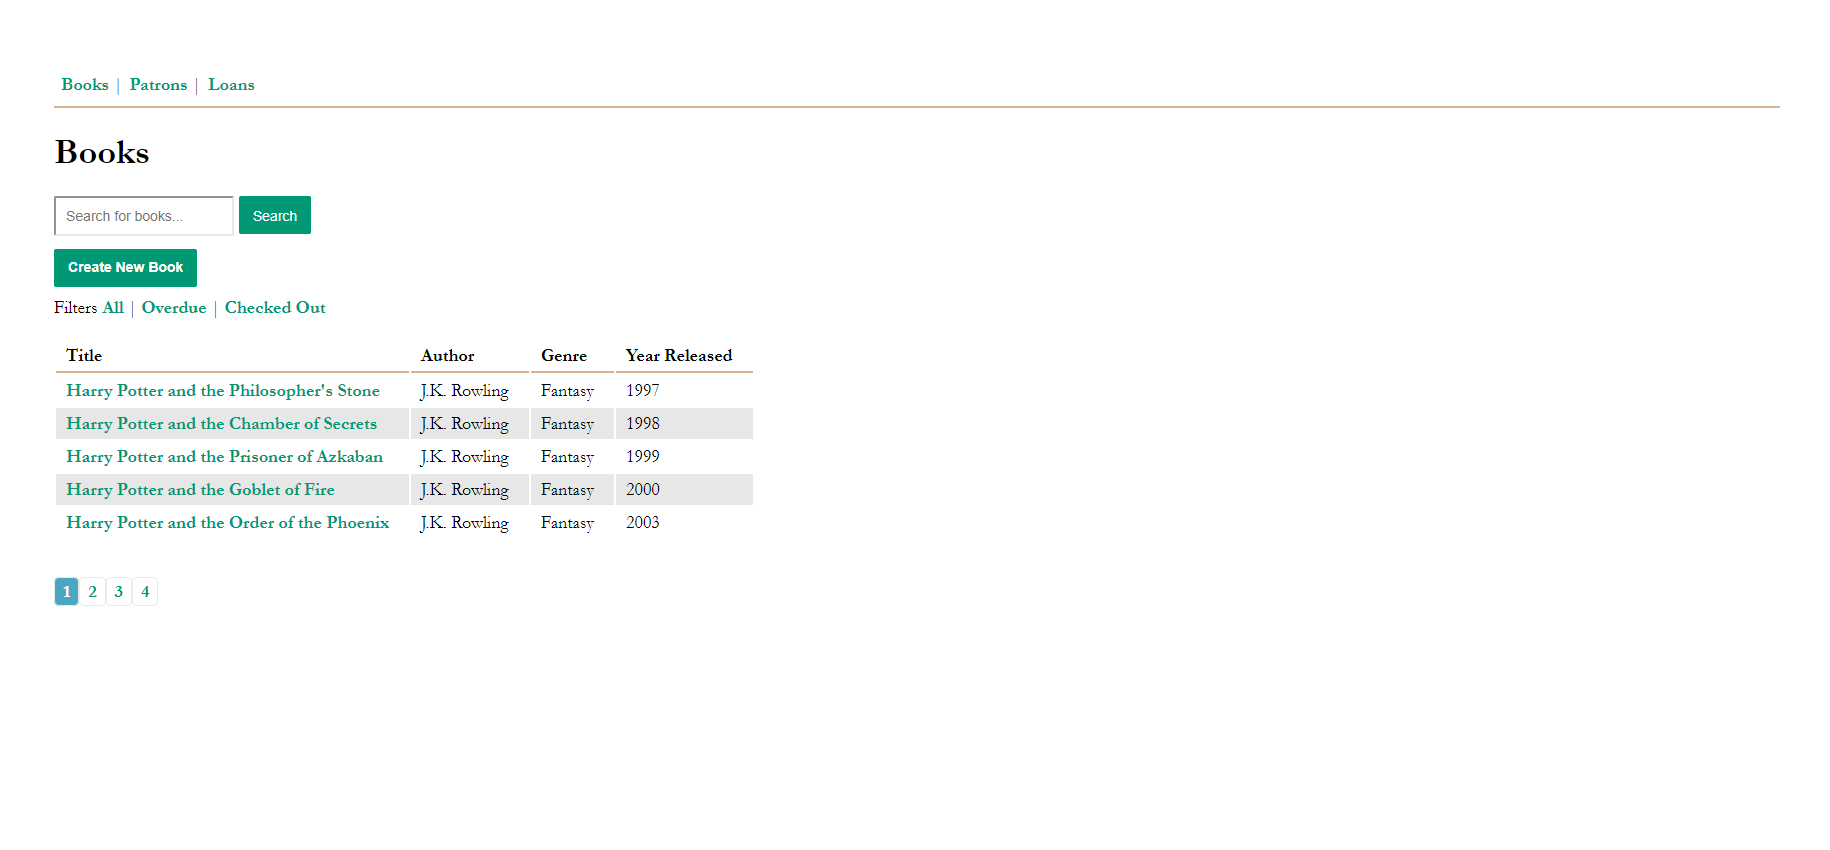 Books | Patrons | Loans
Books
Search for books... Search
Create New Book
Filters All | Overdue | Checked Out
Title Author Genre Year Released
Harry Potter and the Philosopher's Stone J.K. Rowling Fantasy 1997
Harry Potter and the Chamber of Secrets J.K. Rowling Fantasy 1998
Harry Potter and the Prisoner of Azkaban J.K. Rowling Fantasy 1999
Harry Potter and the Goblet of Fire J.K. Rowling Fantasy 2000
Harry Potter and the Order of the Phoenix J.K. Rowling Fantasy 2003
1 2 3 4